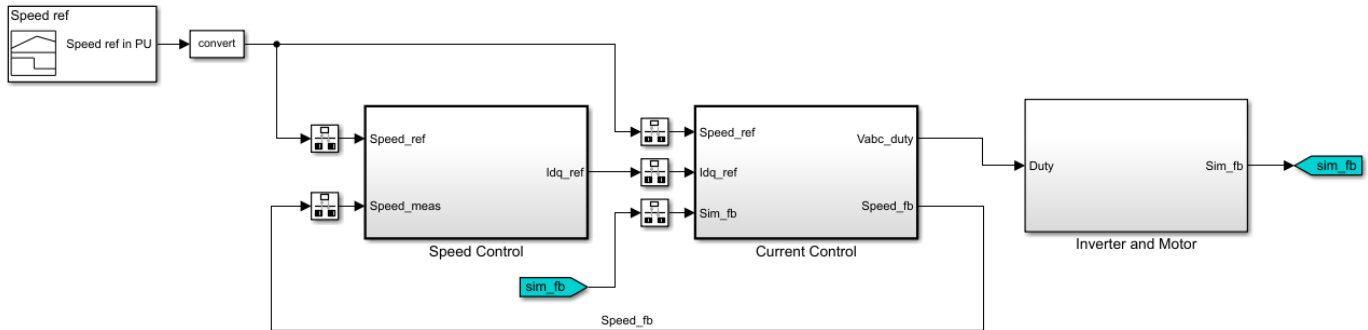 Speed ref
Speed ref in PU
convert
Speed_ref
Speed_meas
Idq_ref
Speed Control
Speed_ref
Idq_ref
Sim_fb
Vabc_duty
Speed_fb
Current Control
Duty
Sim_fb
Inverter and Motor
sim_fb
sim_fb
Speed_fb